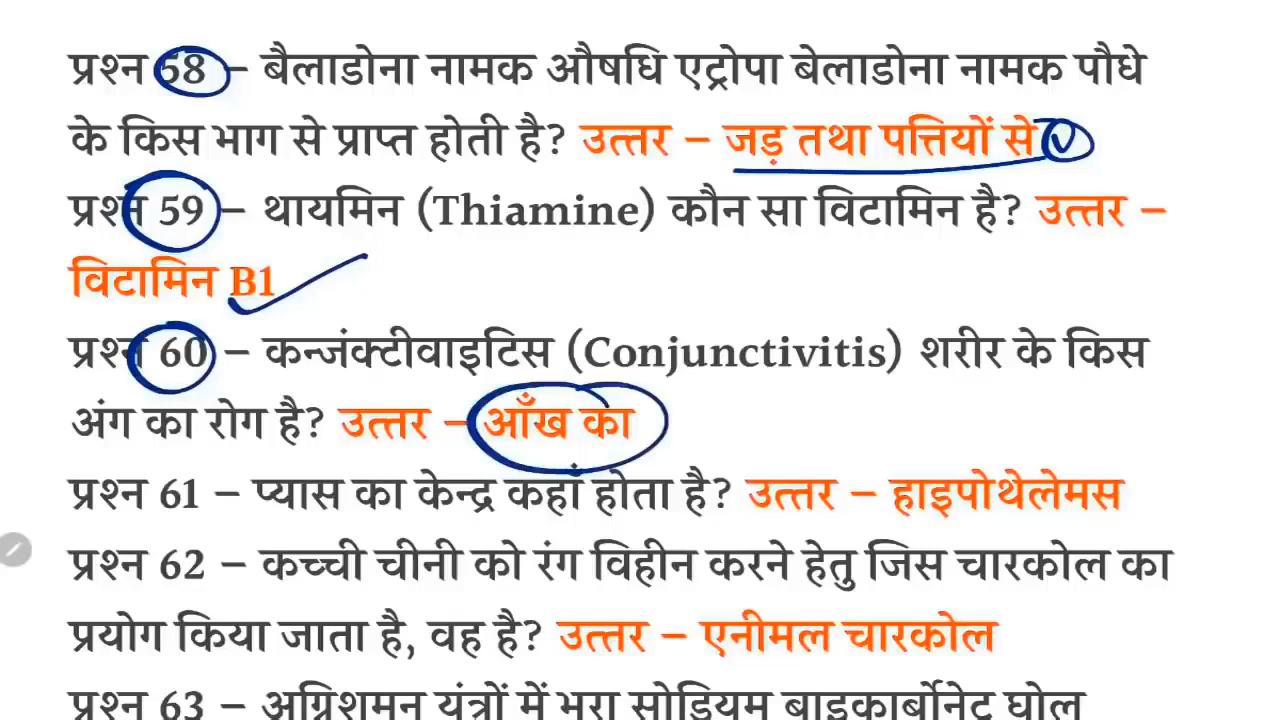 प्रश्न 58 – बैलाडोना नामक औषधि एट्रोपा बेलाडोना नामक पौधे
के किस भाग से प्राप्त होती है? उत्तर – जड़ तथा पत्तियों से
प्रश्न 59 – थायमिन (Thiamine) कौन सा विटामिन है? उत्तर –
विटामिन B1
प्रश्न 60 – कन्जंक्टीवाइटिस (Conjunctivitis) शरीर के किस
अंग का रोग है? उत्तर – आँख का
प्रश्न 61 – प्यास का केन्द्र कहां होता है? उत्तर – हाइपोथेलेमस
प्रश्न 62 – कच्ची चीनी को रंग विहीन करने हेतु जिस चारकोल का
प्रयोग किया जाता है, वह है? उत्तर – एनीमल चारकोल
प्रश्न 63 – अग्निशमन यंत्रों में भरा सोडियम बाइकार्बोनेट घोल